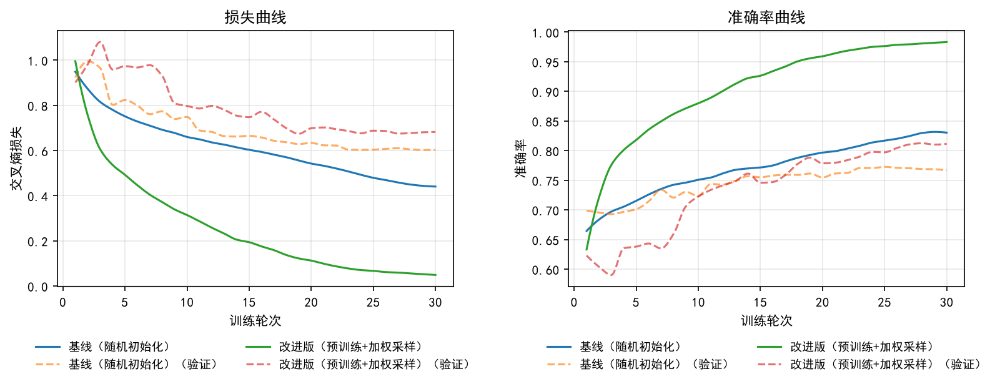 损失曲线
交叉熵损失
1.0
0.8
0.6
0.4
0.2
0.0
0 5 10 15 20 25 30
训练轮次
基线（随机初始化）
改进版（预训练+加权采样）
基线（随机初始化）（验证）
改进版（预训练+加权采样）（验证）
准确率曲线
准确率
1.00
0.95
0.90
0.85
0.80
0.75
0.70
0.65
0.60
0 5 10 15 20 25 30
训练轮次
基线（随机初始化）
改进版（预训练+加权采样）
基线（随机初始化）（验证）
改进版（预训练+加权采样）（验证）